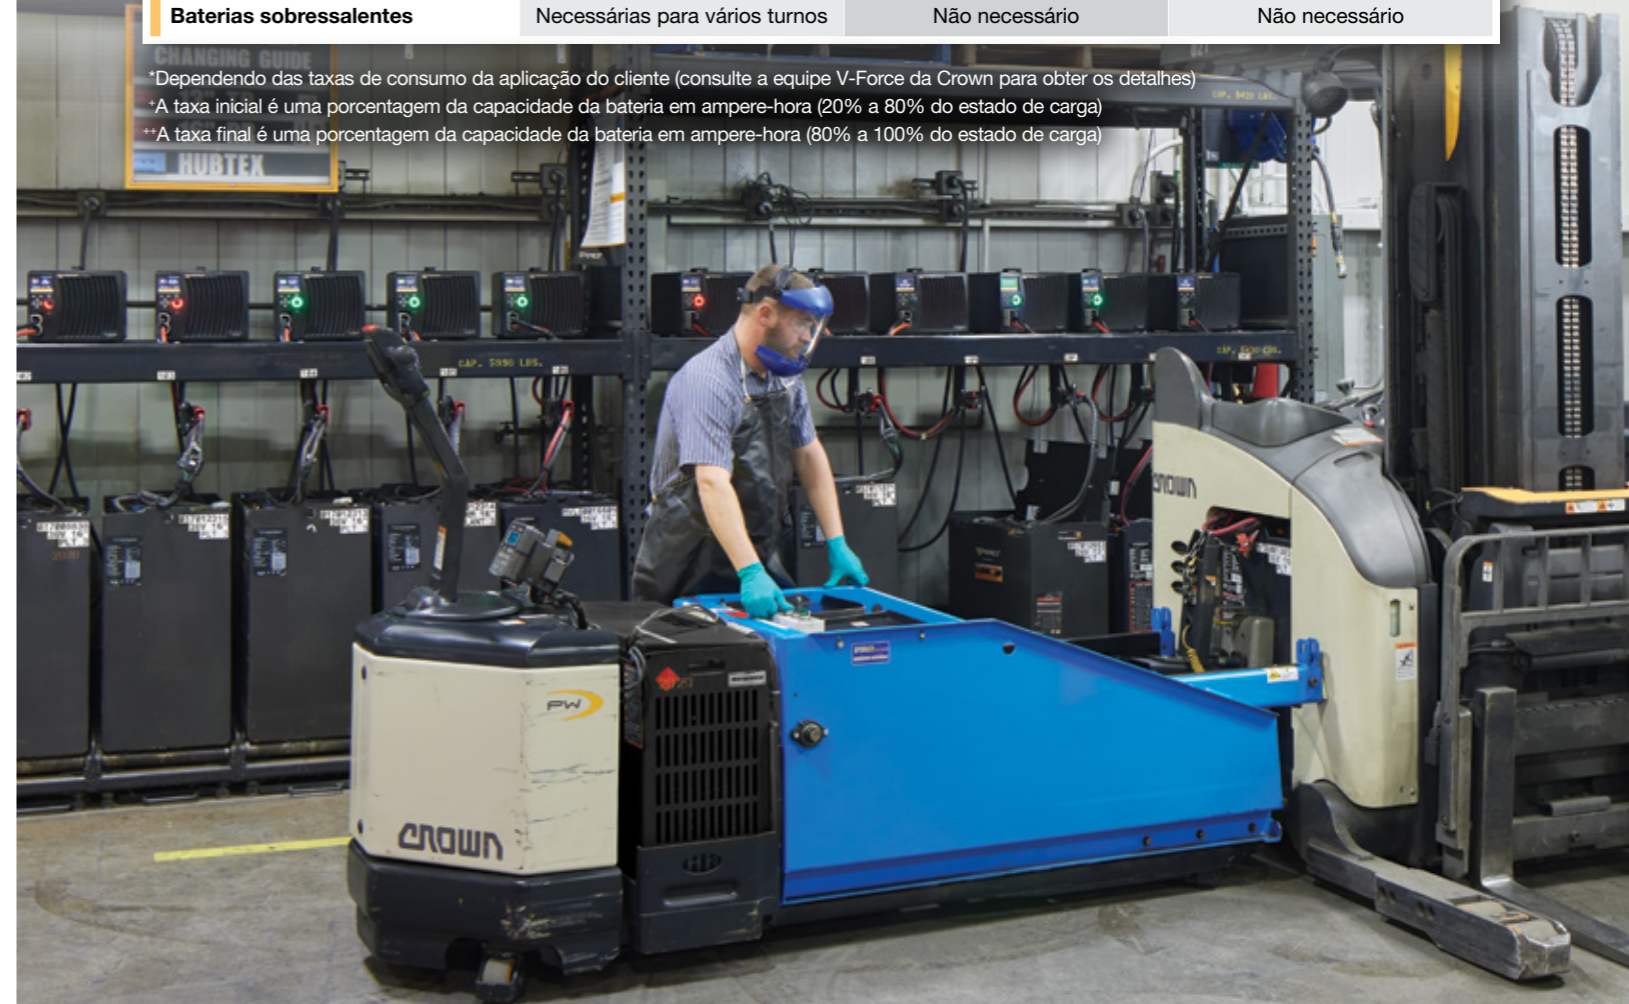 Baterias sobressalentes Necessárias para vários turnos Não necessário Não necessário
*Dependendo das taxas de consumo da aplicação do cliente (consulte a equipe V-Force da Crown para obter os detalhes)
+A taxa inicial é uma porcentagem da capacidade da bateria em ampere-hora (20% a 80% do estado de carga)
++A taxa final é uma porcentagem da capacidade da bateria em ampere-hora (80% a 100% do estado de carga)
CHANGING GUIDE
HUBTEX
CAP. 5990 LBS.
103
104
CROWN
PW
CROWN